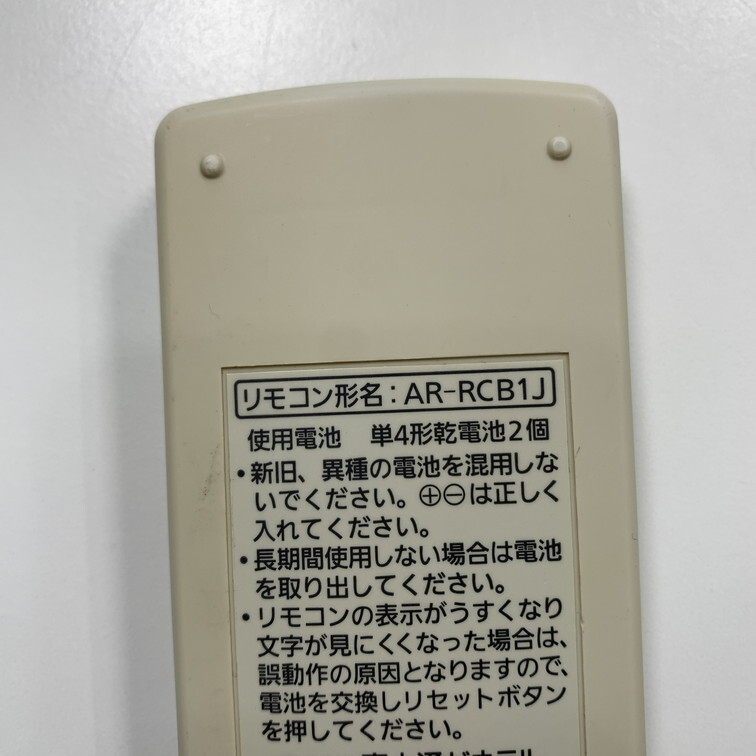 リモコン形名：AR-RCB1J
使用電池　単4形乾電池2個
・新旧、異種の電池を混用しな
いでください。⊕⊖は正しく
入れてください。
・長期間使用しない場合は電池
を取り出してください。
・リモコンの表示がうすくなり
文字が見にくくなった場合は、
誤動作の原因となりますので、
電池を交換しリセットボタン
を押してください。